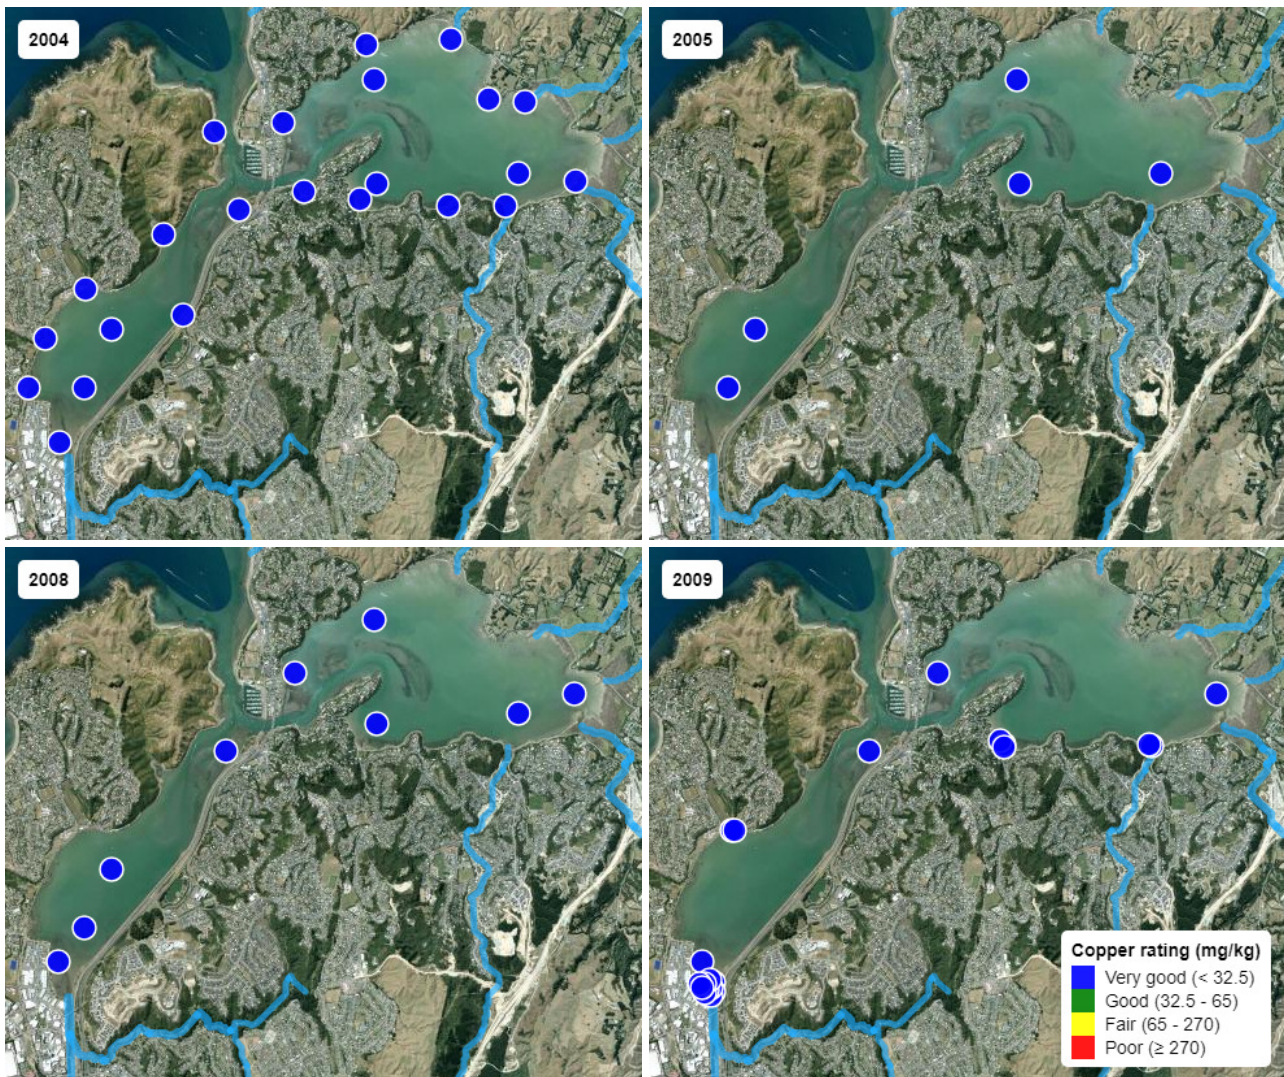 2004
2005
2008
2009
Copper rating (mg/kg)
Very good (< 32.5)
Good (32.5 - 65)
Fair (65 - 270)
Poor (≥ 270)